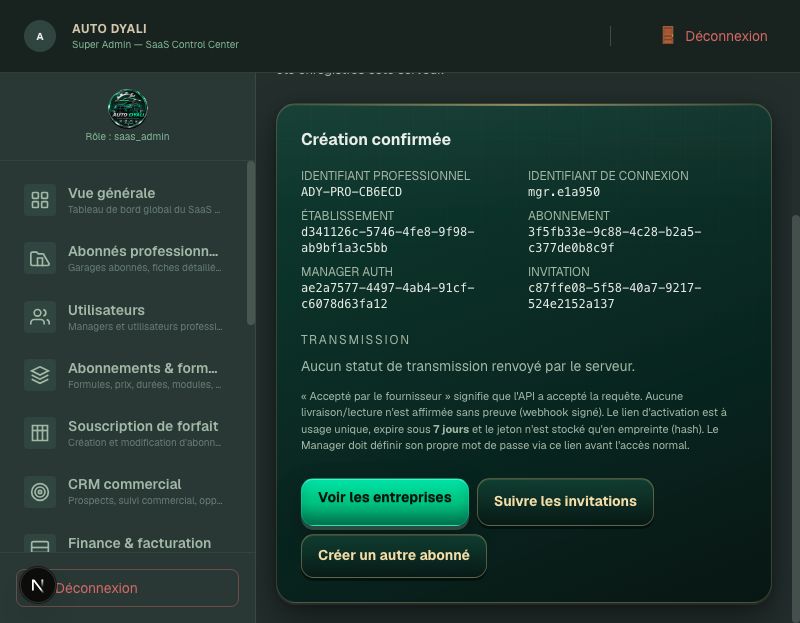 A
AUTO DYALI
Super Admin — SaaS Control Center
Déconnexion
AUTO DYALI
Rôle : saas_admin
Vue générale
Tableau de bord global du SaaS ...
Abonnés professionn...
Garages abonnés, fiches détaillé...
Utilisateurs
Managers et utilisateurs professi...
Abonnements & form...
Formules, prix, durées, modules, ...
Souscription de forfait
Création et modification d'abonn...
CRM commercial
Prospects, suivi commercial, opp...
Finance & facturation
N
Déconnexion
Création confirmée
IDENTIFIANT PROFESSIONNEL
ADY-PRO-CB6ECD
IDENTIFIANT DE CONNEXION
mgr.e1a950
ÉTABLISSEMENT
d341126c-5746-4fe8-9f98-
ab9bf1a3c5bb
ABONNEMENT
3f5fb33e-9c88-4c28-b2a5-
c377de0b8c9f
MANAGER AUTH
ae2a7577-4497-4ab4-91cf-
c6078d63fa12
INVITATION
c87ffe08-5f58-40a7-9217-
524e2152a137
TRANSMISSION
Aucun statut de transmission renvoyé par le serveur.
« Accepté par le fournisseur » signifie que l'API a accepté la requête. Aucune
livraison/lecture n'est affirmée sans preuve (webhook signé). Le lien d'activation est à
usage unique, expire sous 7 jours et le jeton n'est stocké qu'en empreinte (hash). Le
Manager doit définir son propre mot de passe via ce lien avant l'accès normal.
Voir les entreprises
Suivre les invitations
Créer un autre abonné